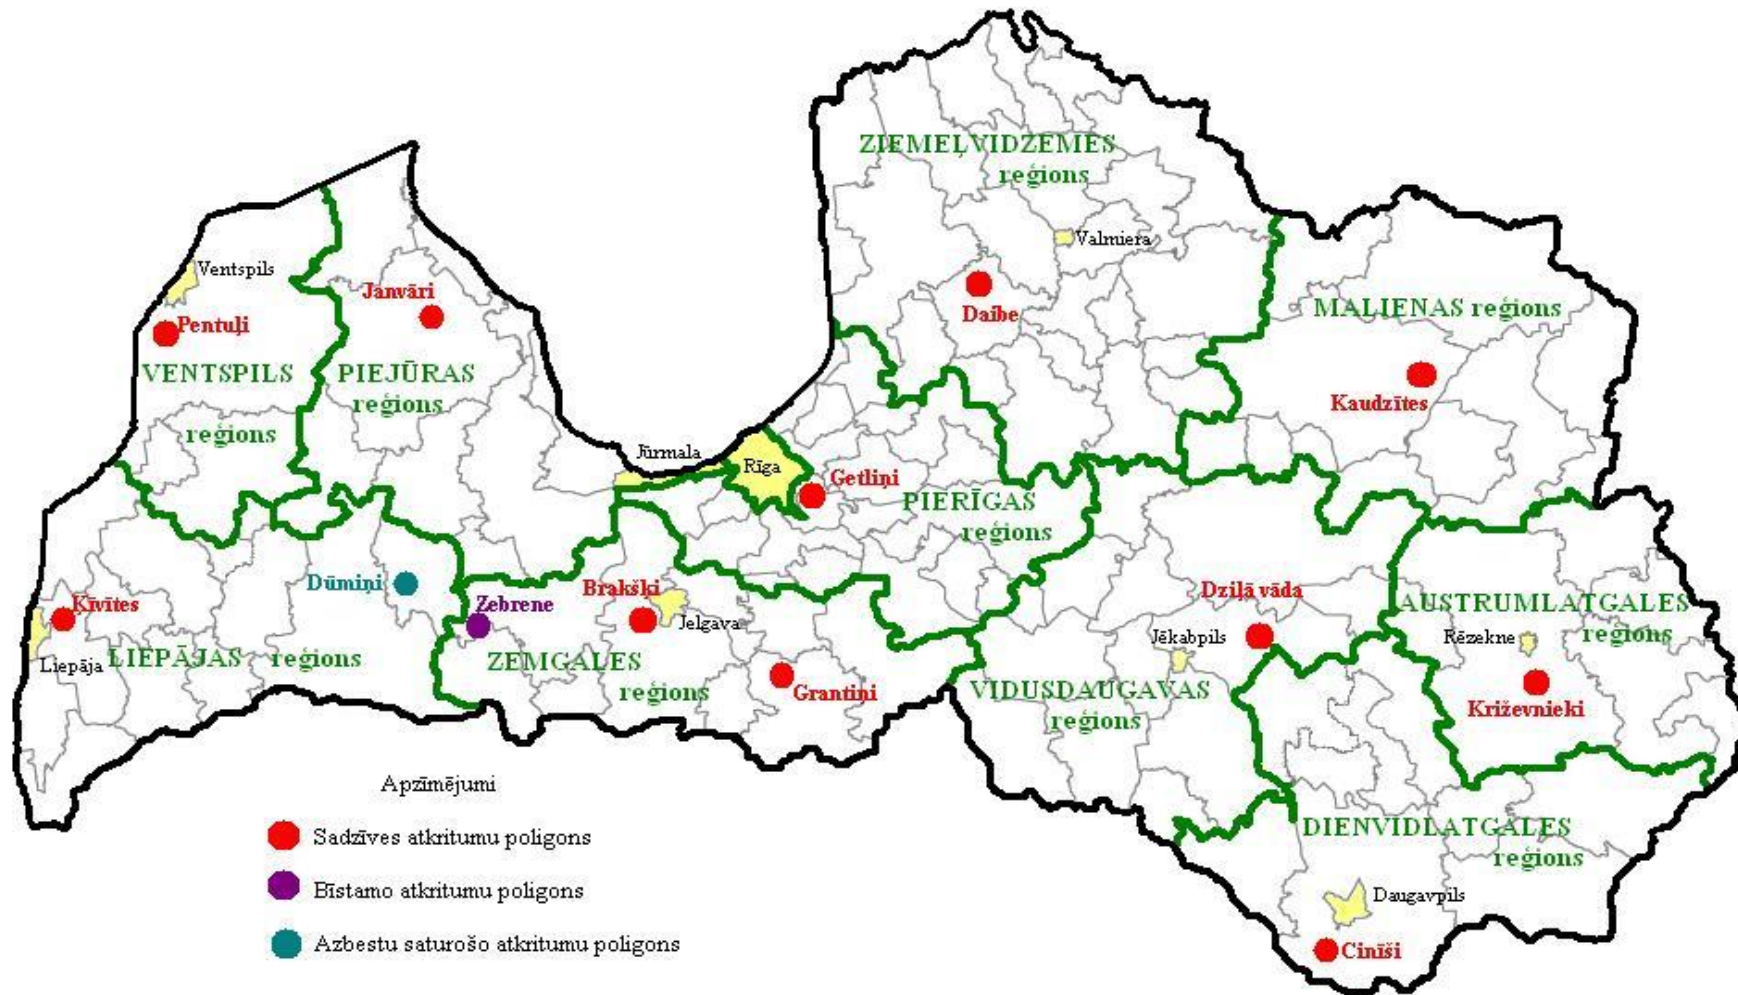 ZIEMEĻVIDZEMES
reģions
Valmiera
Ventspils
Janvāri
Daibe
MALIENAS reģions
Pentuļi
VENTSPILS
reģions
PIEJŪRAS
reģions
Kaudzītes
Jūrmala
Rīga
Getliņi
PIERĪGAS
reģions
Dūmiņi
Ķīvītes
Zebrene
Brakšķi
Jelgava
Dziļā vāda
AUSTRUMLATGALES
reģions
Jēkabpils
Rēzekne
Liepāja
LIEPĀJAS reģions
ZEMGALES
reģions
Grantiņi
VIDUSDAUGAVAS
reģions
Križevnieki
Apzīmējumi
Sadzīves atkritumu poligons
Bīstamo atkritumu poligons
Azbestu saturošo atkritumu poligons
DIENVIDLATGALES
reģions
Daugavpils
Cinīši